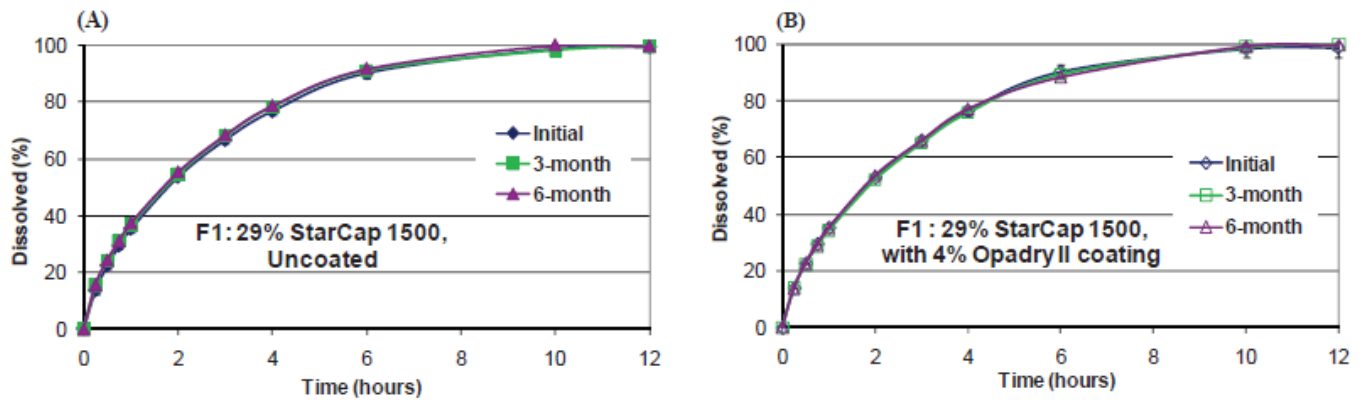 (A)
100
80
60
40
20
0
Dissolved (%)
Initial
3-month
6-month
F1: 29% StarCap 1500,
Uncoated
0 2 4 6 8 10 12
Time (hours)
(B)
100
80
60
40
20
0
Dissolved (%)
Initial
3-month
6-month
F1: 29% StarCap 1500,
with 4% Opadry II coating
0 2 4 6 8 10 12
Time (hours)